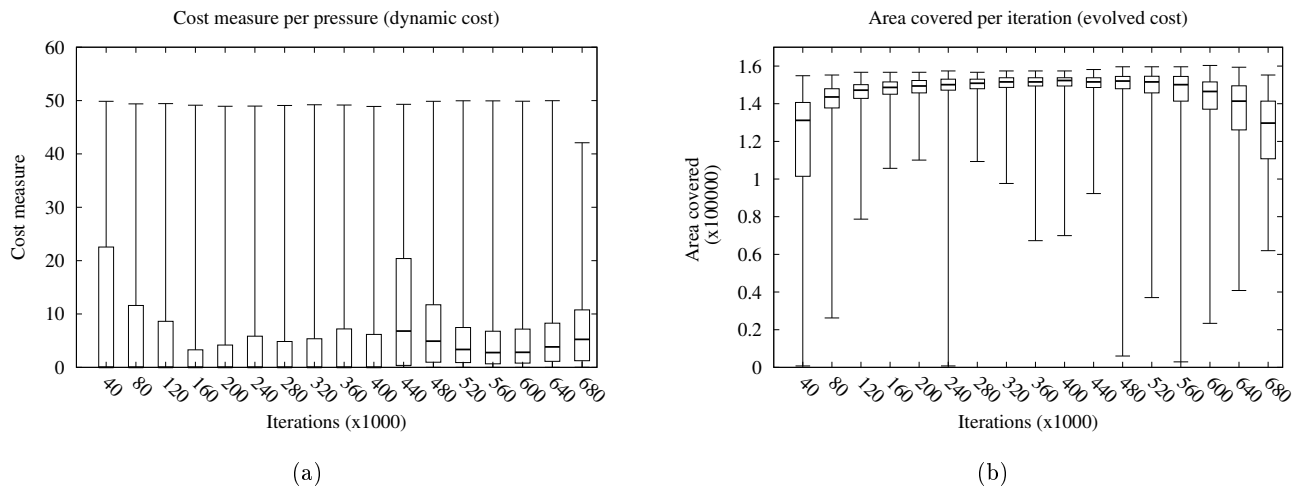 Cost measure per pressure (dynamic cost)
60
50
40
30
20
10
0
Cost measure
40 80 120 160 200 240 280 320 360 400 440 480 520 560 600 640 680
Iterations (x1000)
(a)
Area covered per iteration (evolved cost)
1.6
1.4
1.2
1
0.8
0.6
0.4
0.2
0
Area covered
(x100000)
40 80 120 160 200 240 280 320 360 400 440 480 520 560 600 640 680
Iterations (x1000)
(b)